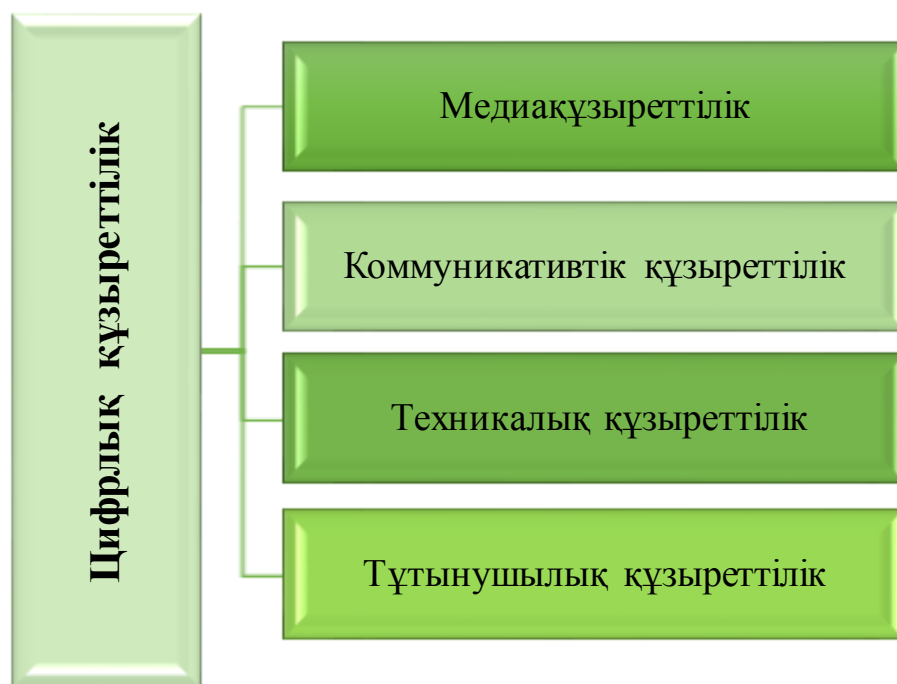 Цифрлық құзыреттілік
Медиақұзыреттілік
Коммуникативтік құзыреттілік
Техникалық құзыреттілік
Тұтынушылық құзыреттілік